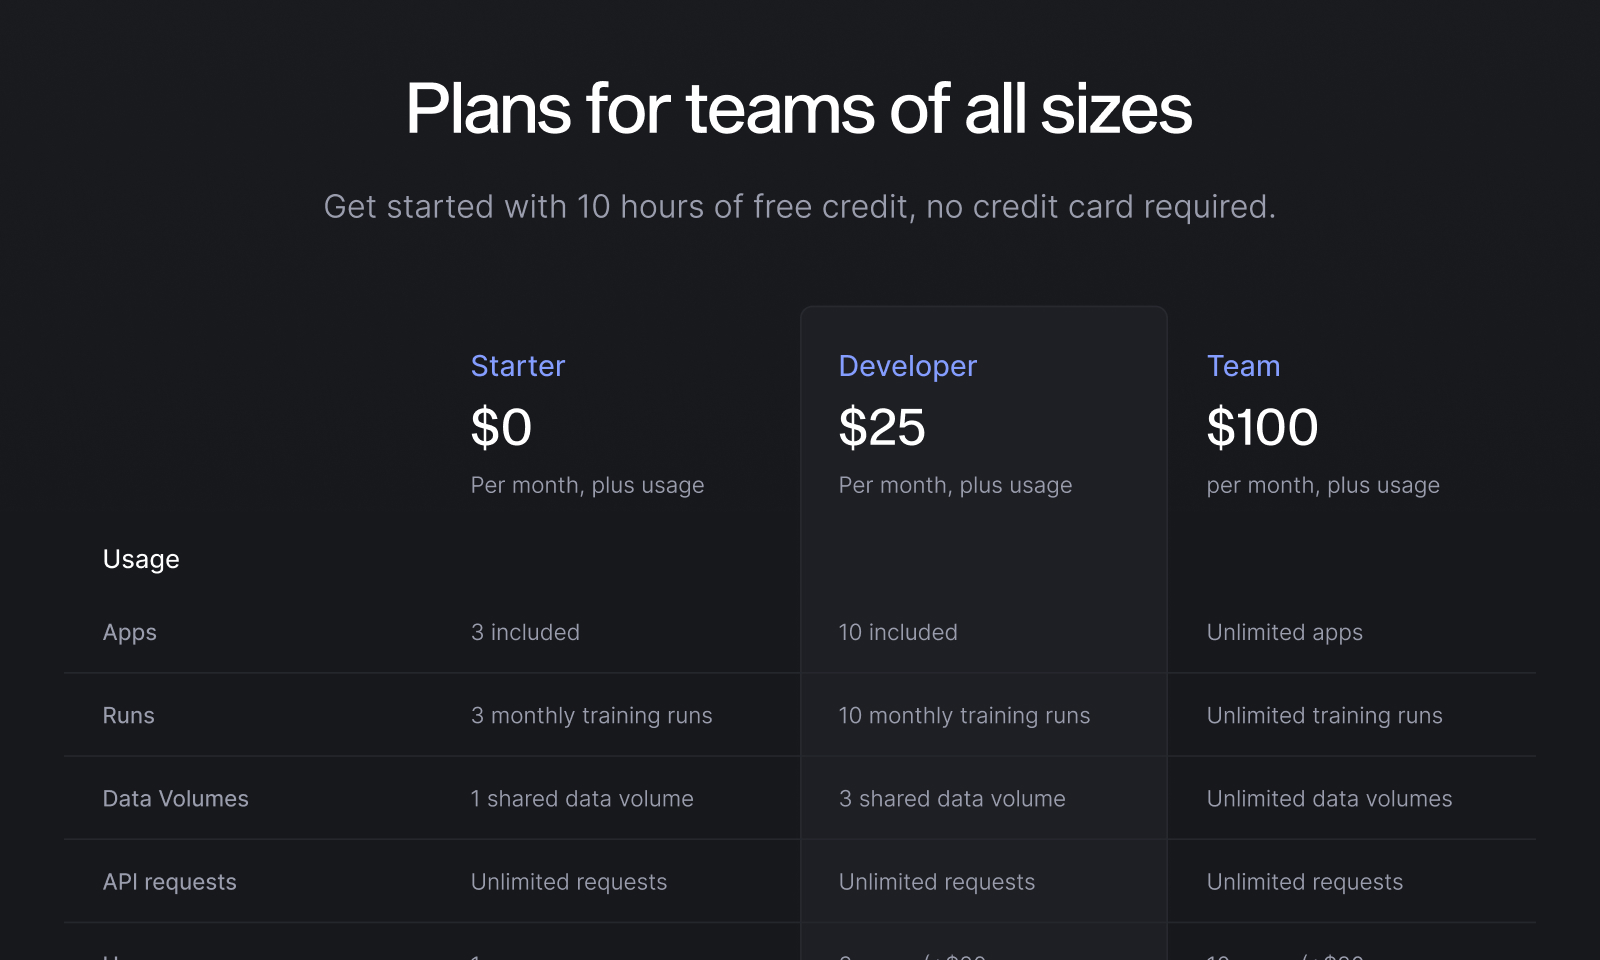 Plans for teams of all sizes
Get started with 10 hours of free credit, no credit card required.
Starter Developer Team
$0 $25 $100
Per month, plus usage Per month, plus usage per month, plus usage
Usage
Apps 3 included 10 included Unlimited apps
Runs 3 monthly training runs 10 monthly training runs Unlimited training runs
Data Volumes 1 shared data volume 3 shared data volume Unlimited data volumes
API requests Unlimited requests Unlimited requests Unlimited requests